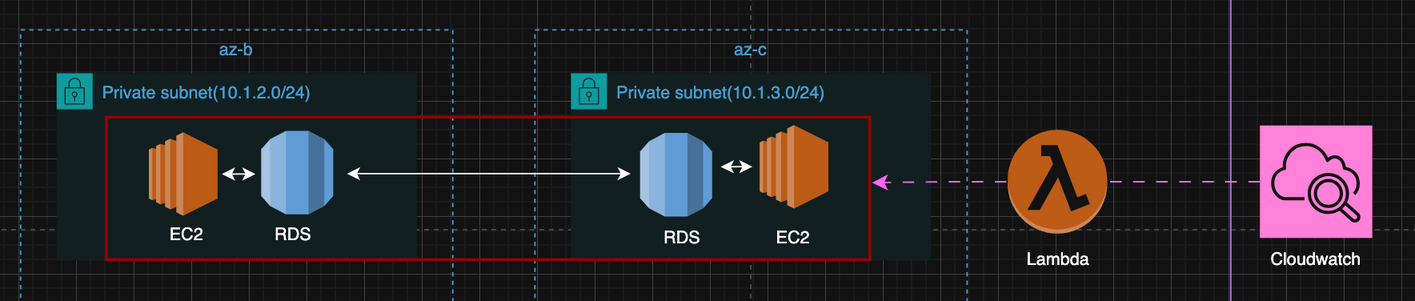 az-b
az-c
Private subnet(10.1.2.0/24)
Private subnet(10.1.3.0/24)
EC2
RDS
RDS
EC2
Lambda
Cloudwatch